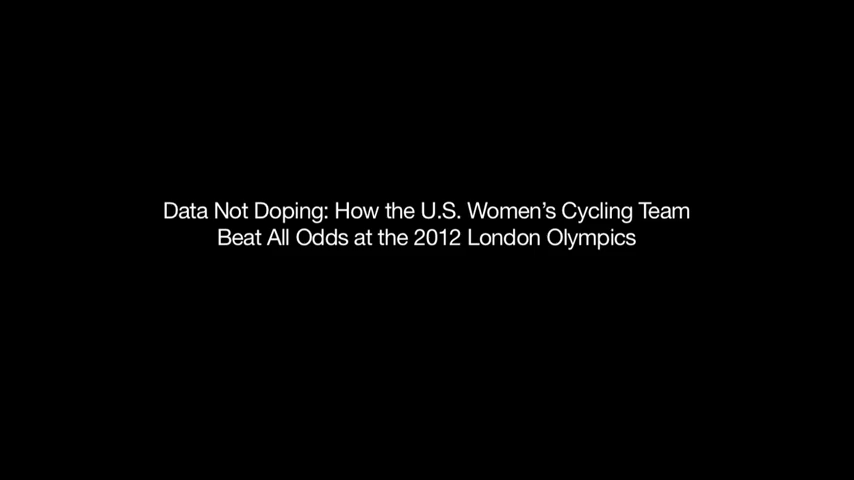 Data Not Doping: How the U.S. Women’s Cycling Team
Beat All Odds at the 2012 London Olympics